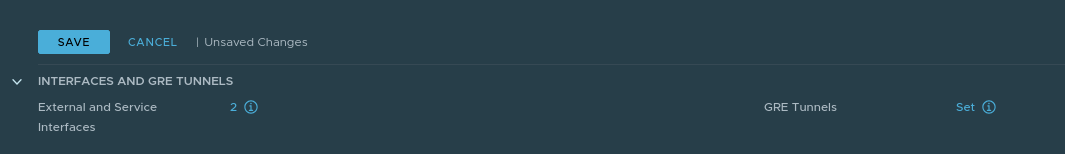 SAVE CANCEL | Unsaved Changes
INTERFACES AND GRE TUNNELS
External and Service 2 GRE Tunnels Set
Interfaces